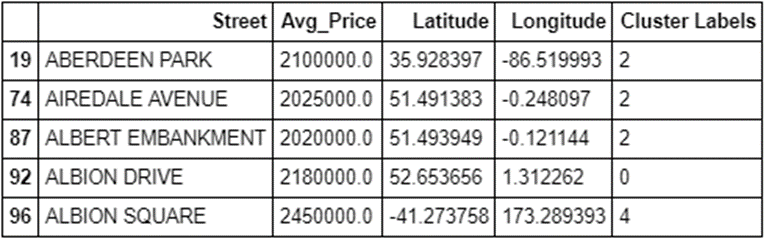 Street Avg_Price Latitude Longitude Cluster Labels
19 ABERDEEN PARK 2100000.0 35.928397 -86.519993 2
74 AIREDALE AVENUE 2025000.0 51.491383 -0.248097 2
87 ALBERT EMBANKMENT 2020000.0 51.493949 -0.121144 2
92 ALBION DRIVE 2180000.0 52.653656 1.312262 0
96 ALBION SQUARE 2450000.0 -41.273758 173.289393 4